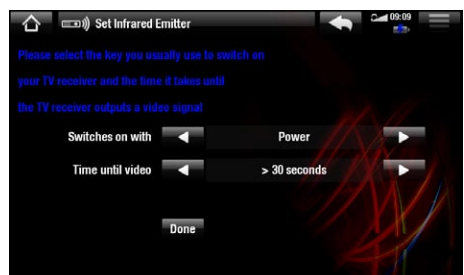 Set Infrared Emitter
09:09
Please select the key you usually use to switch on
your TV receiver and the time it takes until
the TV receiver outputs a video signal
Switches on with Power
Time until video > 30 seconds
Done